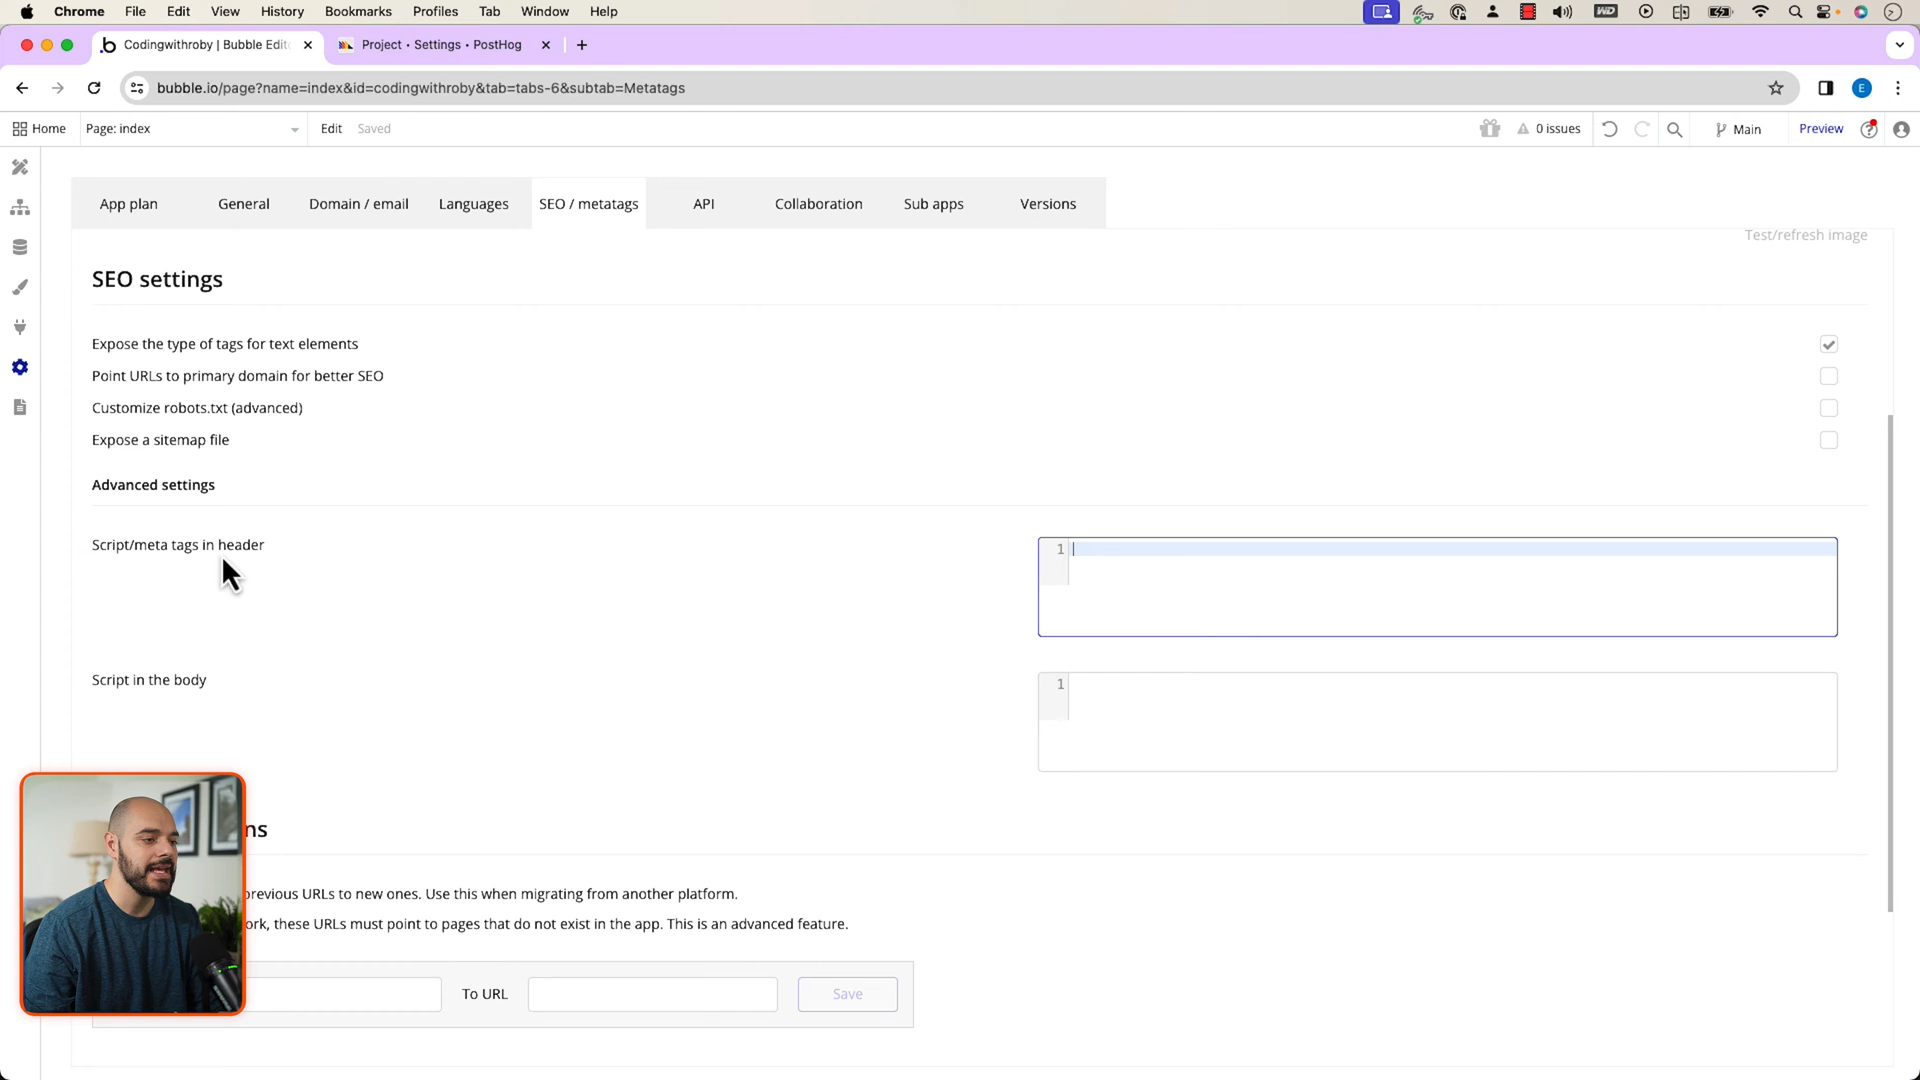 Chrome File Edit View History Bookmarks Profiles Tab Window Help
Codingwithroby | Bubble Edit
Project • Settings • PostHog
bubble.io/page?name=index&id=codingwithroby&tab=tabs-6&subtab=Metatags
E
Home Page: index Edit Saved 0 issues Main Preview
App plan General Domain / email Languages SEO / metatags API Collaboration Sub apps Versions
Test/refresh image
SEO settings
Expose the type of tags for text elements
Point URLs to primary domain for better SEO
Customize robots.txt (advanced)
Expose a sitemap file
Advanced settings
Script/meta tags in header
1
Script in the body
1
ns
previous URLs to new ones. Use this when migrating from another platform.
ork, these URLs must point to pages that do not exist in the app. This is an advanced feature.
To URL Save